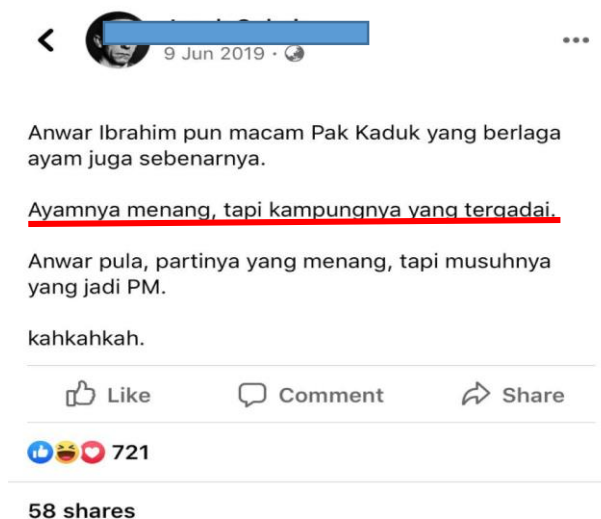 9 Jun 2019 ·
Anwar Ibrahim pun macam Pak Kaduk yang berlaga
ayam juga sebenarnya.
Ayamnya menang, tapi kampungnya yang tergadai.
Anwar pula, partinya yang menang, tapi musuhnya
yang jadi PM.
kahkahkah.
Like Comment Share
721
58 shares